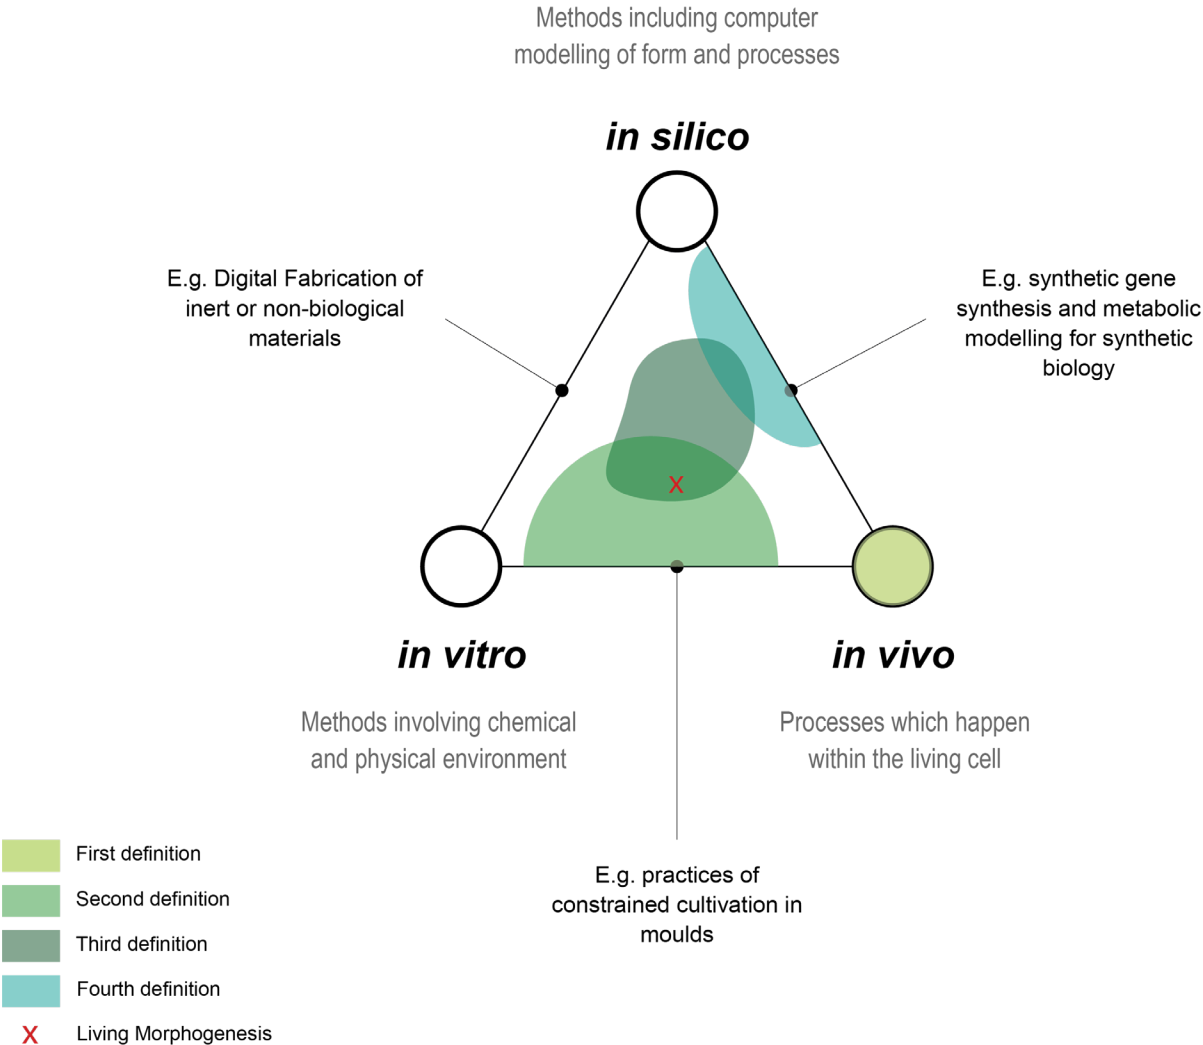 Methods including computer
modelling of form and processes
in silico
E.g. Digital Fabrication of
inert or non-biological
materials
E.g. synthetic gene
synthesis and metabolic
modelling for synthetic
biology
X
in vitro
in vivo
Methods involving chemical
and physical environment
Processes which happen
within the living cell
E.g. practices of
constrained cultivation in
moulds
First definition
Second definition
Third definition
Fourth definition
X Living Morphogenesis